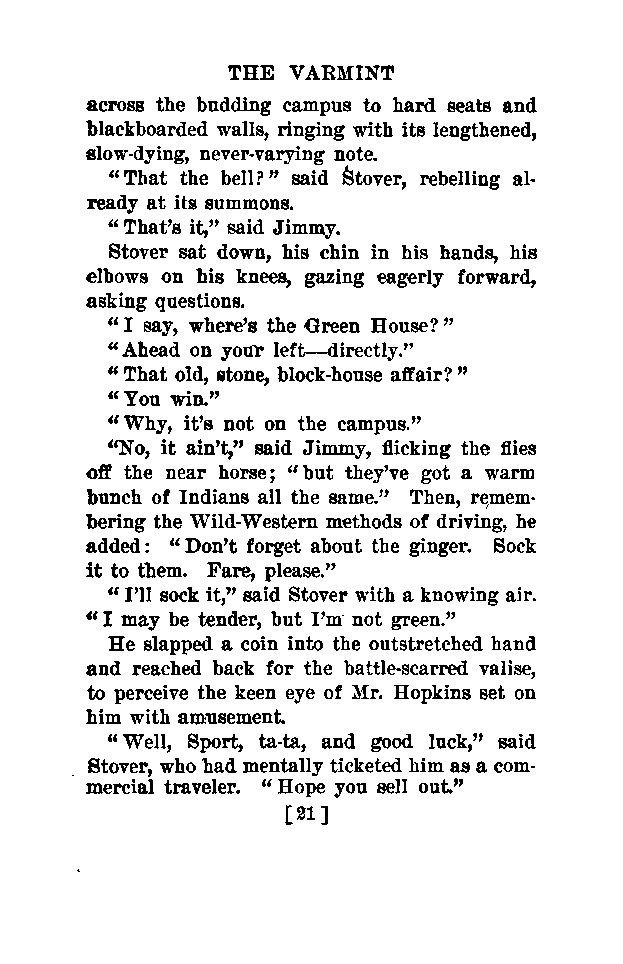 THE VARMINT
across the budding campus to hard seats and
blackboarded walls, ringing with its lengthened,
slow-dying, never-varying note.
"That the bell?" said Stover, rebelling al-
ready at its summons.
"That's it," said Jimmy.
Stover sat down, his chin in his hands, his
elbows on his knees, gazing eagerly forward,
asking questions.
"I say, where's the Green House?"
"Ahead on your left—directly."
"That old, stone, block-house affair?"
"You win."
"Why, it's not on the campus."
"No, it ain't," said Jimmy, flicking the flies
off the near horse; "but they've got a warm
bunch of Indians all the same." Then, remem-
bering the Wild-Western methods of driving, he
added: "Don't forget about the ginger. Sock
it to them. Fare, please."
"I'll sock it," said Stover with a knowing air.
"I may be tender, but I'm not green."
He slapped a coin into the outstretched hand
and reached back for the battle-scarred valise,
to perceive the keen eye of Mr. Hopkins set on
him with amusement.
"Well, Sport, ta-ta, and good luck," said
Stover, who had mentally ticketed him as a com-
mercial traveler. "Hope you sell out."
[21]